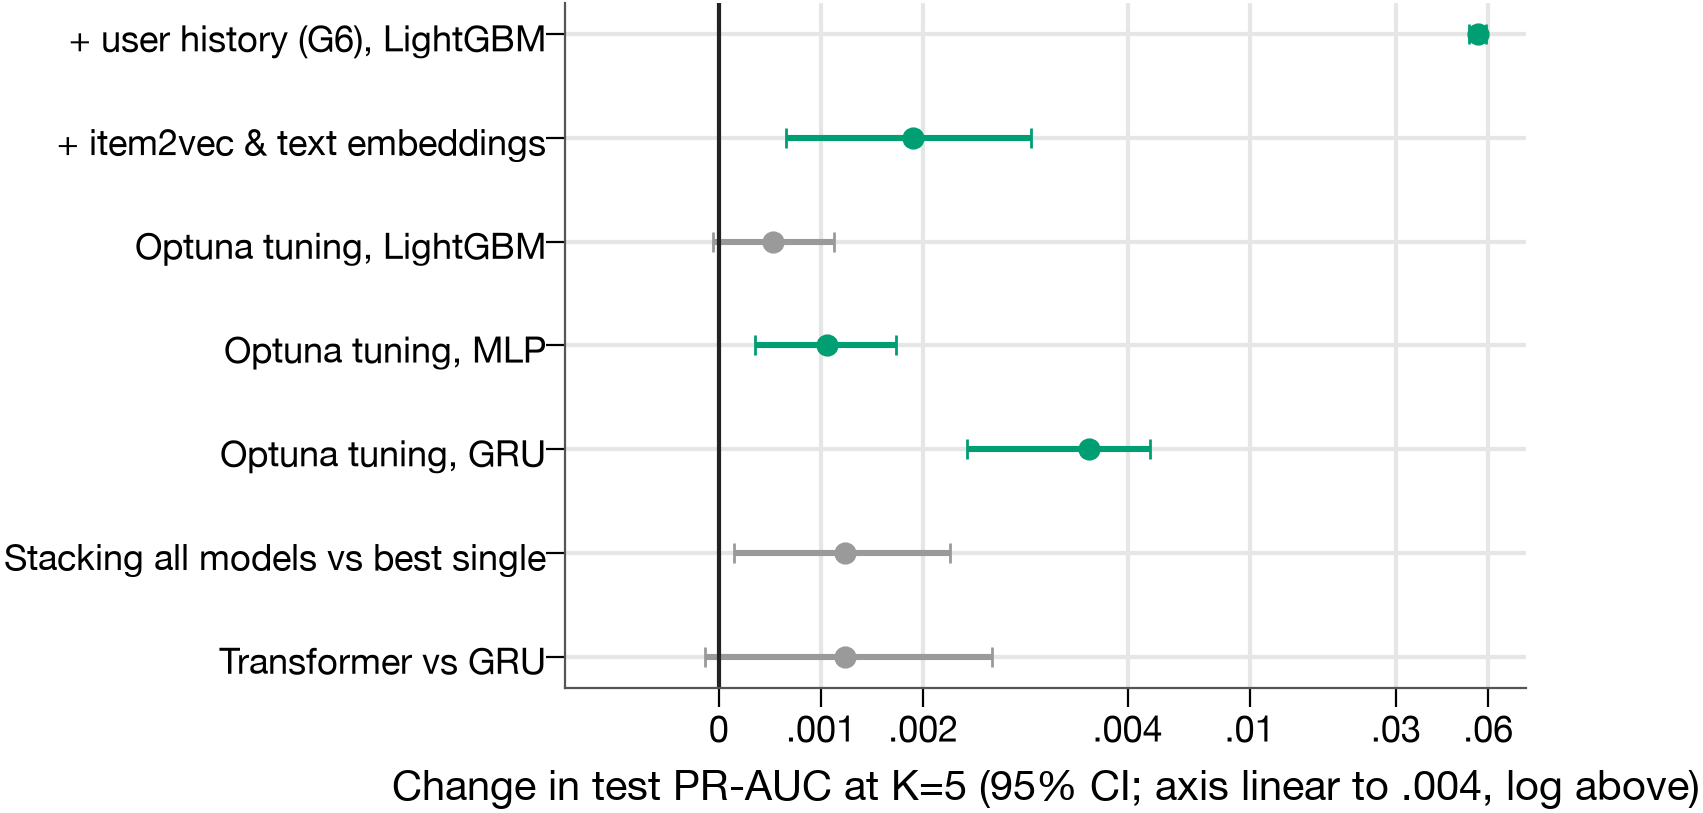 + user history (G6), LightGBM
+ item2vec & text embeddings
Optuna tuning, LightGBM
Optuna tuning, MLP
Optuna tuning, GRU
Stacking all models vs best single
Transformer vs GRU
0 .001 .002 .004 .01 .03 .06
Change in test PR-AUC at K=5 (95% CI; axis linear to .004, log above)